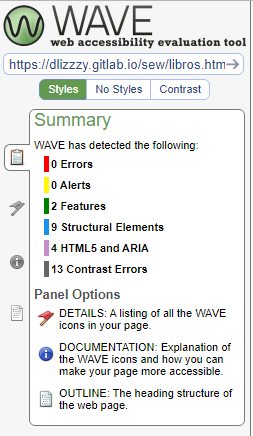 WAVE
web accessibility evaluation tool
https://dlizzzy.gitlab.io/sew/libros.htm
Styles No Styles Contrast
Summary
WAVE has detected the following:
0 Errors
0 Alerts
2 Features
9 Structural Elements
4 HTML5 and ARIA
13 Contrast Errors
Panel Options
DETAILS: A listing of all the WAVE
icons in your page.
DOCUMENTATION: Explanation of
the WAVE icons and how you can
make your page more accessible.
OUTLINE: The heading structure of
the web page.